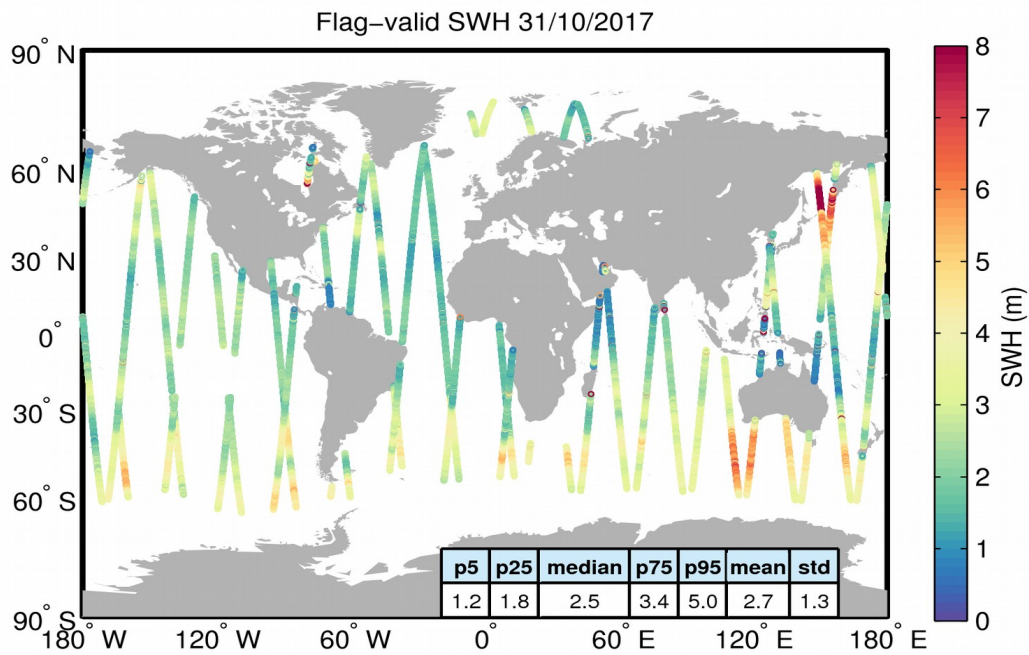 Flag−valid SWH 31/10/2017
90° N
60° N
30° N
0°
30° S
60° S
90° S
180° W
120° W
60° W
0°
60° E
120° E
180° E
p5 p25 median p75 p95 mean std
1.2 1.8 2.5 3.4 5.0 2.7 1.3
8
7
6
5
4
3
2
1
0
SWH (m)